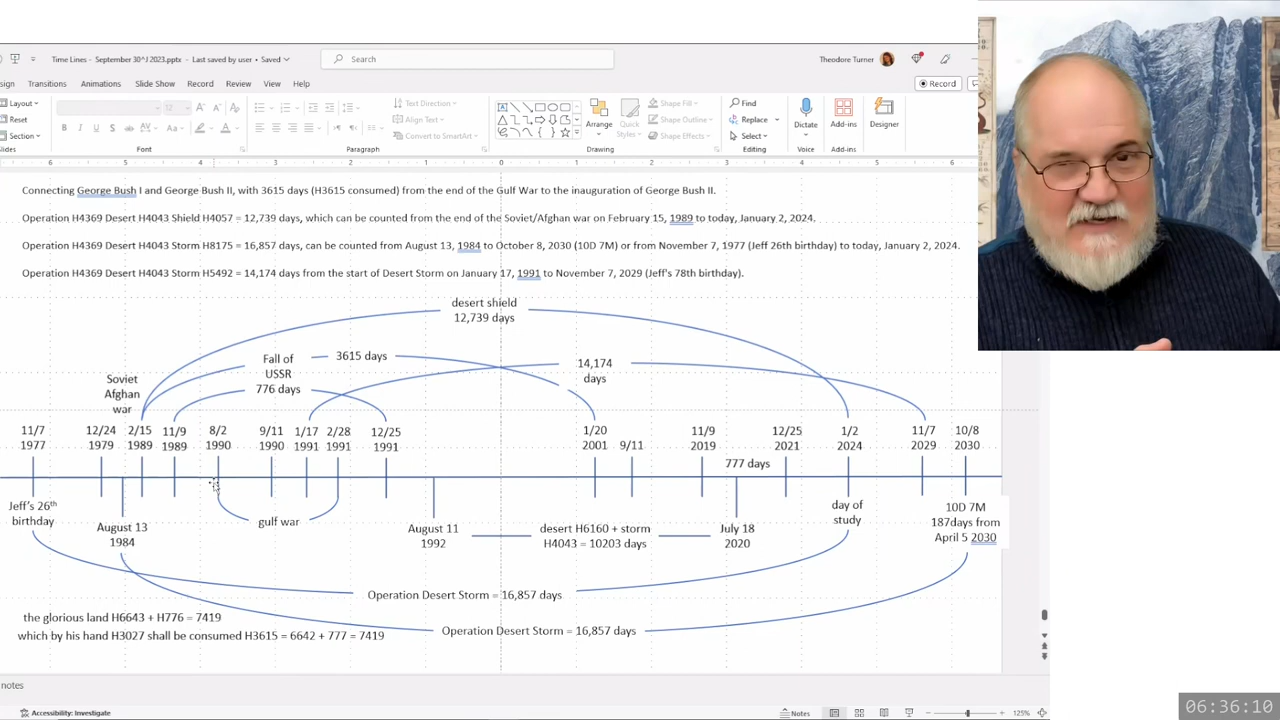 Time Lines - September 30^J 2023.pptx • Last saved by user • Saved
Search
Theodore Turner
sign Transitions Animations Slide Show Record Review View Help
Record
Layout
Reset
Section
Font
Text Direction
Align Text
Convert to SmartArt
Paragraph
Arrange
Quick Styles
Shape Fill
Shape Outline
Shape Effects
Drawing
Find
Replace
Select
Editing
Dictate
Voice
Add-ins
Add-ins
Designer
Designer
6 5 4 3 2 1 0 1 2 3 4 5 6
Connecting George Bush I and George Bush II, with 3615 days (H3615 consumed) from the end of the Gulf War to the inauguration of George Bush II.
Operation H4369 Desert H4043 Shield H4057 = 12,739 days, which can be counted from the end of the Soviet/Afghan war on February 15, 1989 to today, January 2, 2024.
Operation H4369 Desert H4043 Storm H8175 = 16,857 days, can be counted from August 13, 1984 to October 8, 2030 (10D 7M) or from November 7, 1977 (Jeff 26th birthday) to today, January 2, 2024.
Operation H4369 Desert H4043 Storm H5492 = 14,174 days from the start of Desert Storm on January 17, 1991 to November 7, 2029 (Jeff's 78th birthday).
desert shield
12,739 days
Fall of
USSR
776 days
3615 days
14,174
days
Soviet
Afghan
war
11/7
1977
12/24
1979
2/15
1989
11/9
1989
8/2
1990
9/11
1990
1/17
1991
2/28
1991
12/25
1991
1/20
2001
9/11
11/9
2019
777 days
12/25
2021
1/2
2024
11/7
2029
10/8
2030
Jeff's 26th
birthday
August 13
1984
gulf war
August 11
1992
desert H6160 + storm
H4043 = 10203 days
July 18
2020
day of
study
10D 7M
187days from
April 5 2030
Operation Desert Storm = 16,857 days
the glorious land H6643 + H776 = 7419
which by his hand H3027 shall be consumed H3615 = 6642 + 777 = 7419
Operation Desert Storm = 16,857 days
notes
Accessibility: Investigate
Notes
125%
06:36:10